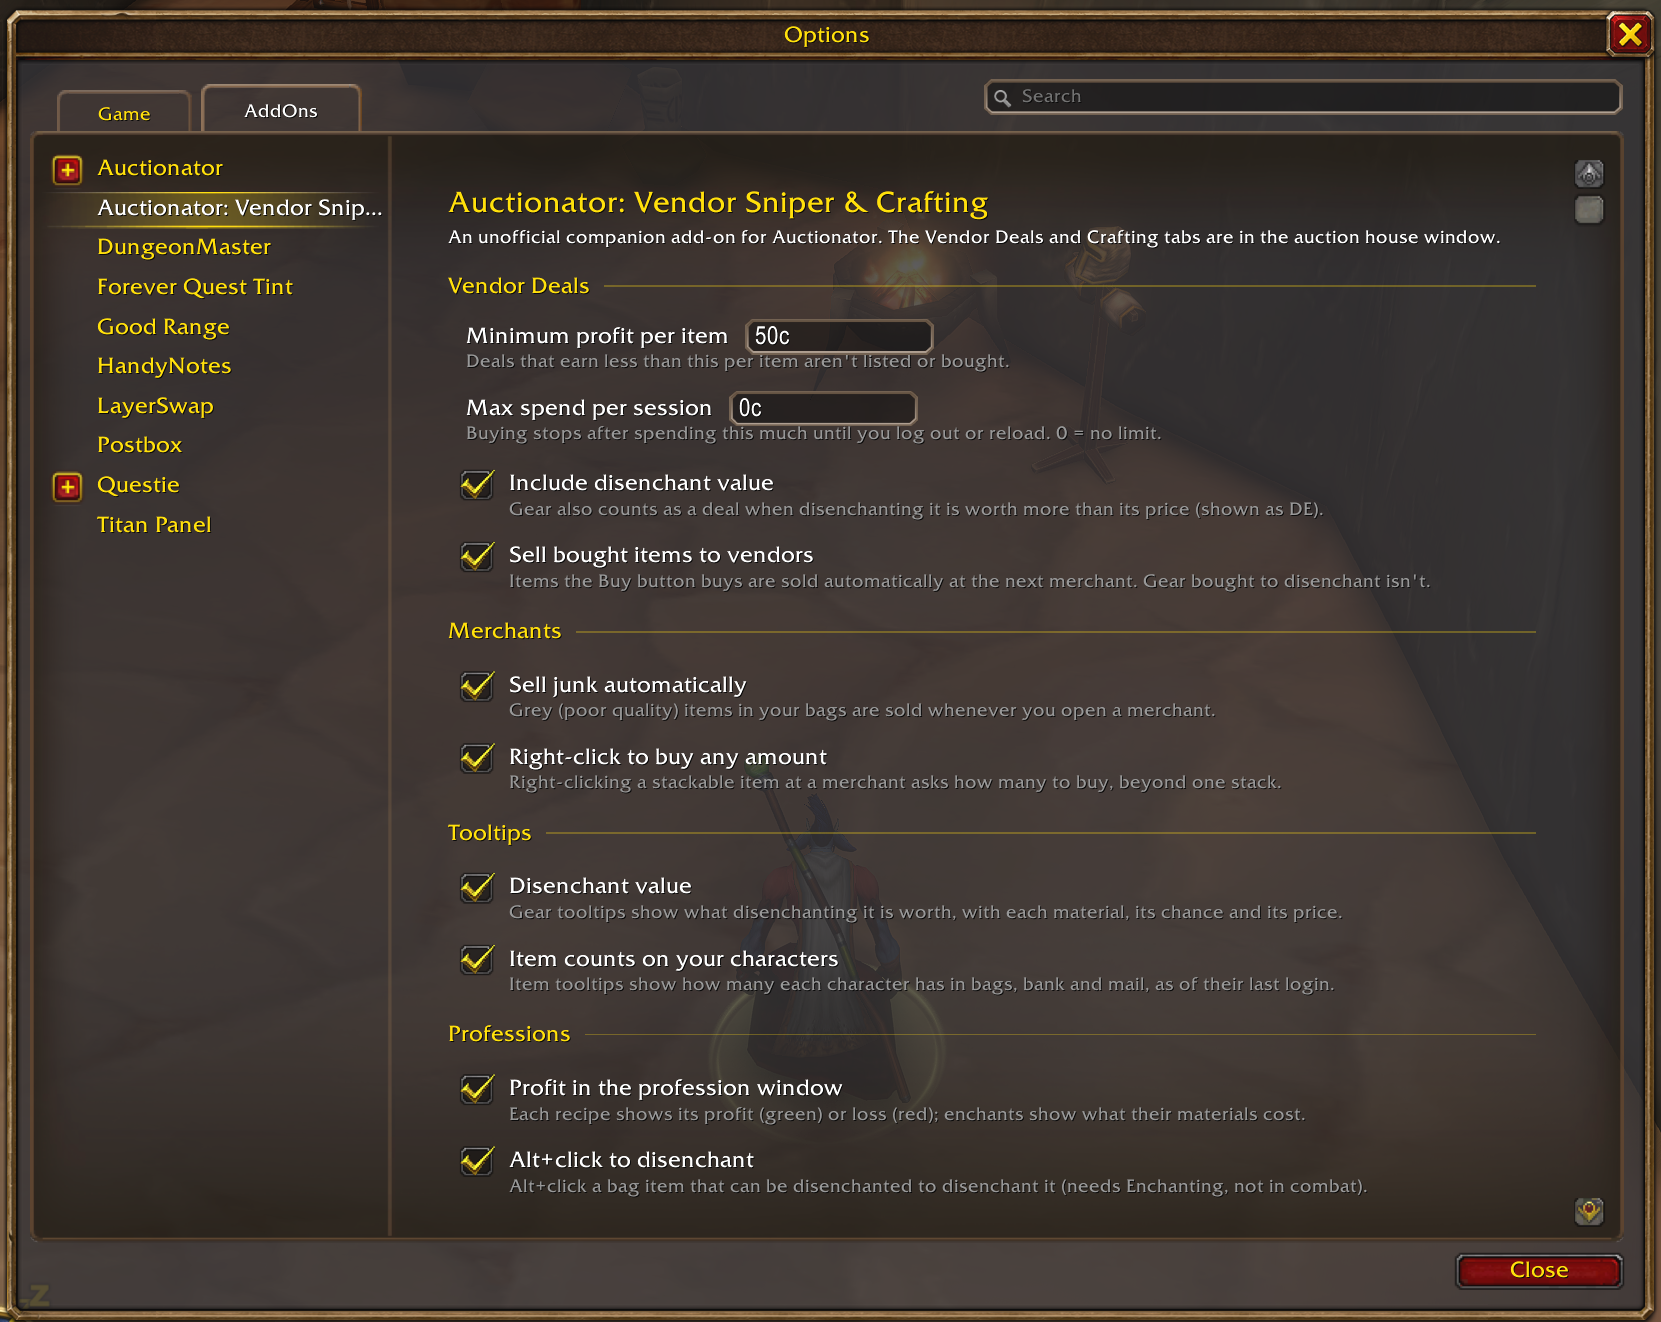 Options
Game
AddOns
Search
Auctionator
Auctionator: Vendor Snip...
DungeonMaster
Forever Quest Tint
Good Range
HandyNotes
LayerSwap
Postbox
Questie
Titan Panel
Auctionator: Vendor Sniper & Crafting
An unofficial companion add-on for Auctionator. The Vendor Deals and Crafting tabs are in the auction house window.
Vendor Deals
Minimum profit per item 50c
Deals that earn less than this per item aren't listed or bought.
Max spend per session 0c
Buying stops after spending this much until you log out or reload. 0 = no limit.
Include disenchant value
Gear also counts as a deal when disenchanting it is worth more than its price (shown as DE).
Sell bought items to vendors
Items the Buy button buys are sold automatically at the next merchant. Gear bought to disenchant isn't.
Merchants
Sell junk automatically
Grey (poor quality) items in your bags are sold whenever you open a merchant.
Right-click to buy any amount
Right-clicking a stackable item at a merchant asks how many to buy, beyond one stack.
Tooltips
Disenchant value
Gear tooltips show what disenchanting it is worth, with each material, its chance and its price.
Item counts on your characters
Item tooltips show how many each character has in bags, bank and mail, as of their last login.
Professions
Profit in the profession window
Each recipe shows its profit (green) or loss (red); enchants show what their materials cost.
Alt+click to disenchant
Alt+click a bag item that can be disenchanted to disenchant it (needs Enchanting, not in combat).
Close